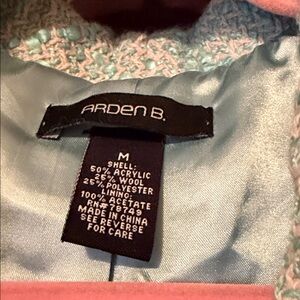 ARDEN B.
M
SHELL:
50% ACRYLIC
25% WOOL
25% POLYESTER
LINING:
100% ACETATE
RN# 79749
MADE IN CHINA
SEE REVERSE
FOR CARE